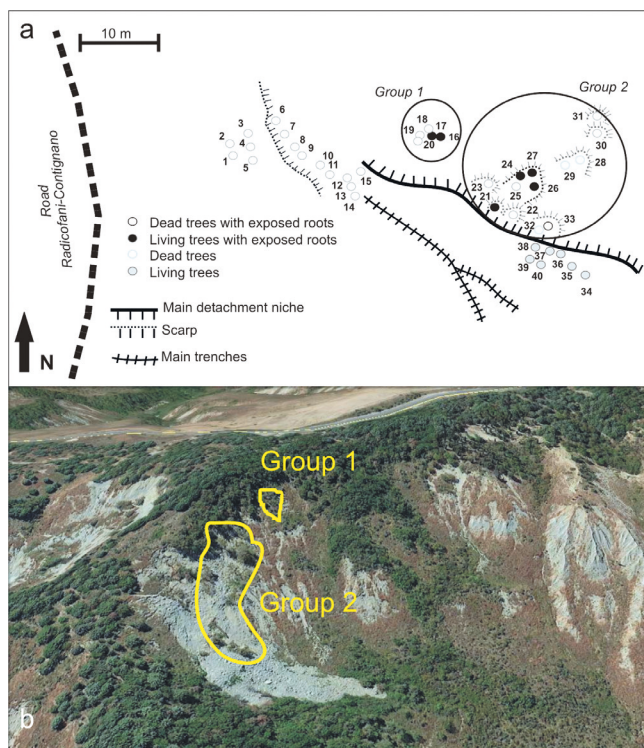 a
10 m
Group 1
Group 2
Road
Radicofani-Contignano
1
2
3
4
5
6
7
8
9
10
11
12
13
14
15
16
17
18
19
20
21
22
23
24
25
26
27
28
29
30
31
32
33
34
35
36
37
38
39
40
Dead trees with exposed roots
Living trees with exposed roots
Dead trees
Living trees
Main detachment niche
Scarp
Main trenches
N
Group 1
Group 2
b